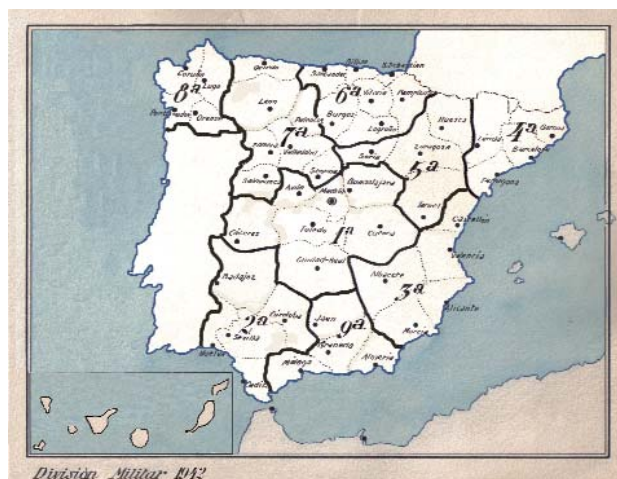 Coruña
Lugo
8ª
Pontevedra
Orense
Oviedo
León
Palencia
7ª
Zamora
Valladolid
Salamanca
Segovia
Ávila
Santander
Bilbao
S. Sebastián
6ª
Vitoria
Pamplona
Burgos
Logroño
Soria
Huesca
Zaragoza
5ª
Teruel
Lérida
4ª
Gerona
Barcelona
Tarragona
Madrid
Guadalajara
Toledo
1ª
Cuenca
Cáceres
Ciudad-Real
Castellón
Valencia
Albacete
3ª
Alicante
Murcia
Badajoz
Córdoba
2ª
Sevilla
Huelva
Cádiz
Jaén
9ª
Granada
Málaga
Almería
División Militar 1942